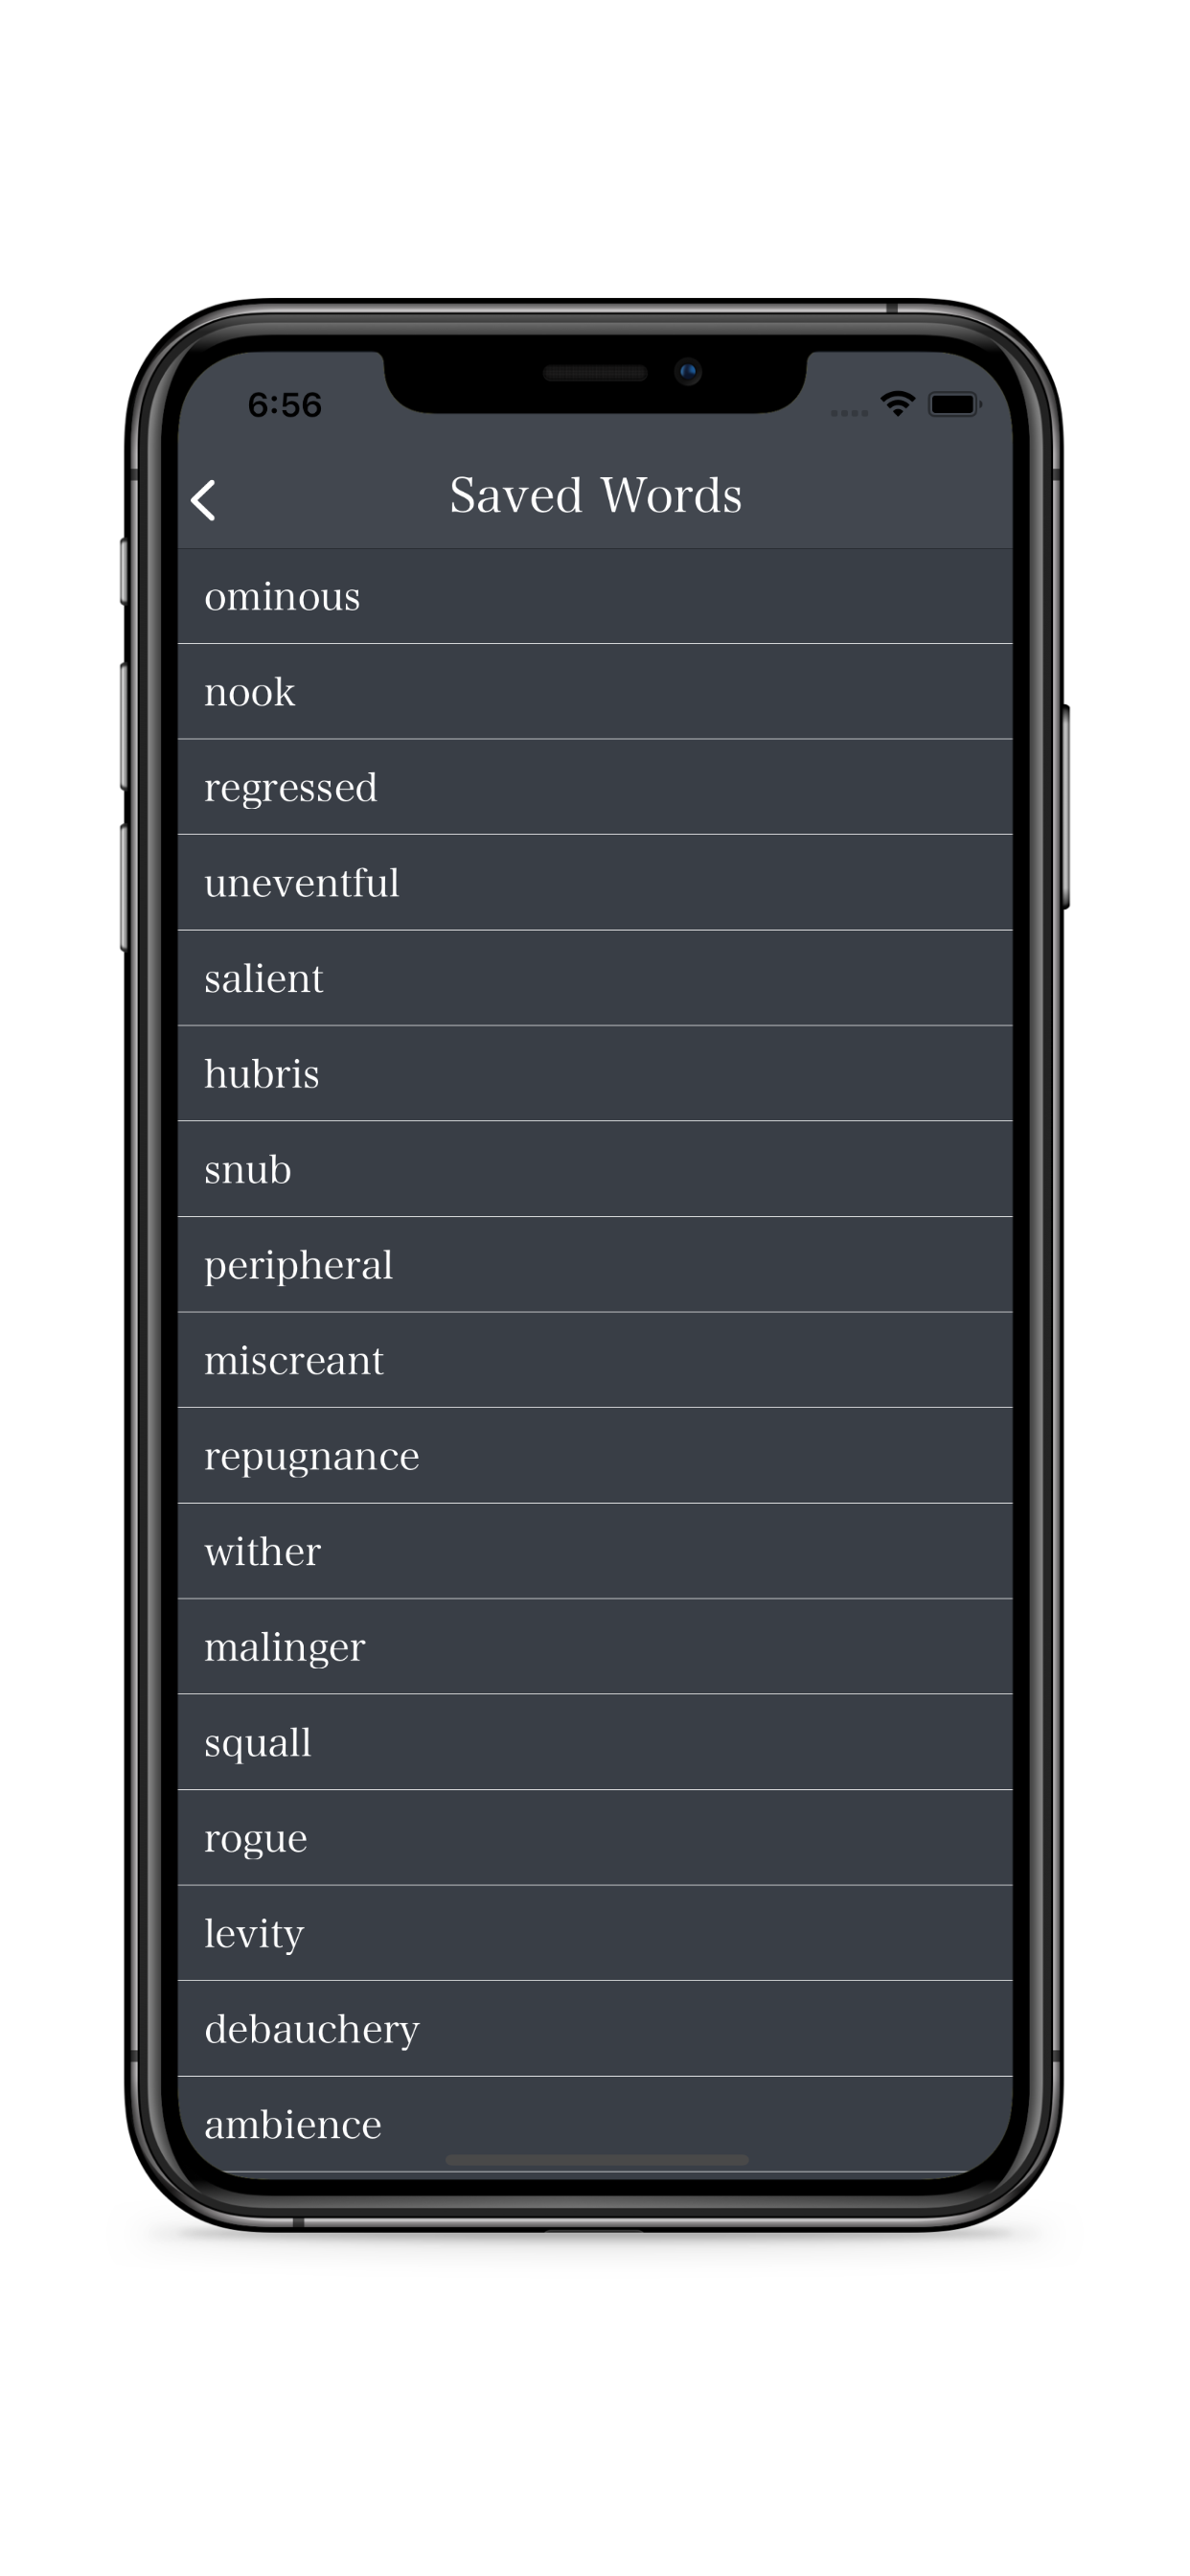 6:56
Saved Words
ominous
nook
regressed
uneventful
salient
hubris
snub
peripheral
miscreant
repugnance
wither
malinger
squall
rogue
levity
debauchery
ambience